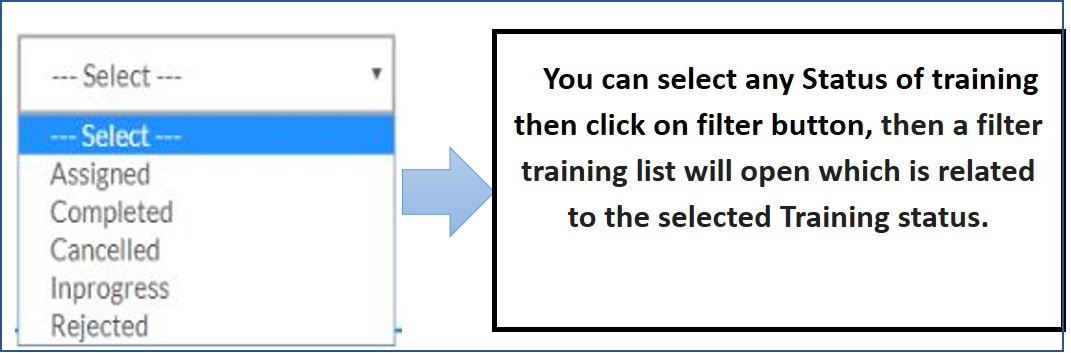 --- Select ---
--- Select ---
Assigned
Completed
Cancelled
Inprogress
Rejected
You can select any Status of training
then click on filter button, then a filter
training list will open which is related
to the selected Training status.